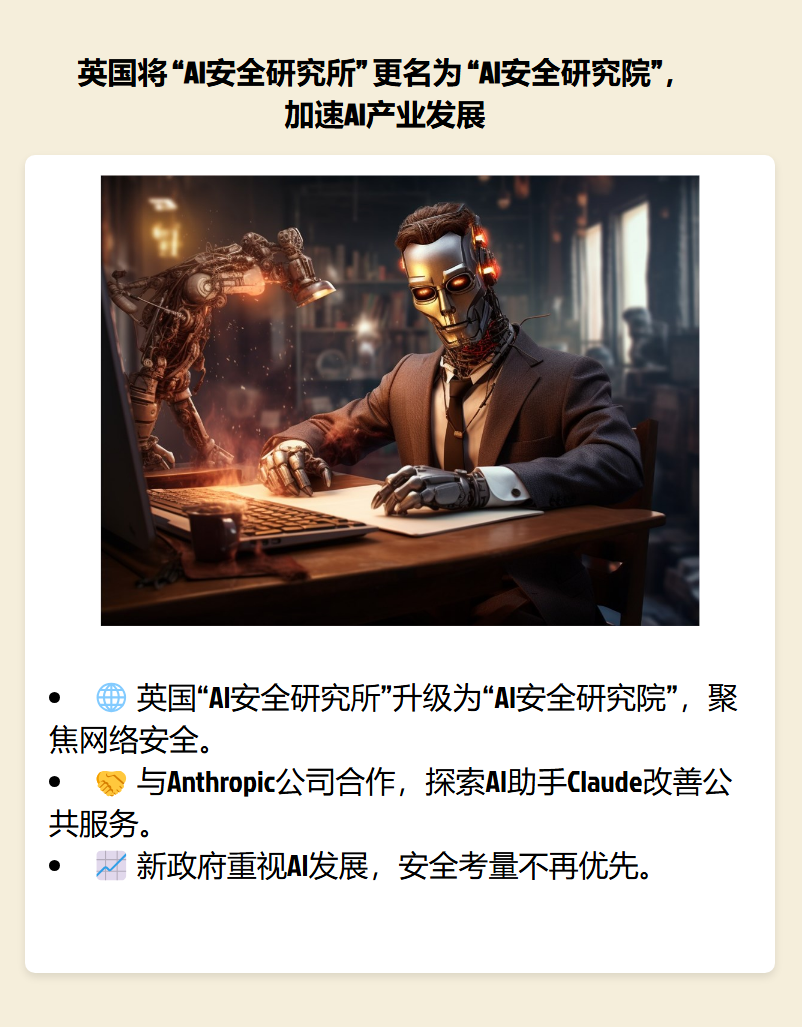 英国将“AI安全研究所”更名为“AI安全研究院”，
加速AI产业发展
• 🌐 英国“AI安全研究所”升级为“AI安全研究院”，聚
焦网络安全。
• 🤝 与Anthropic公司合作，探索AI助手Claude改善公
共服务。
• 📈 新政府重视AI发展，安全考量不再优先。